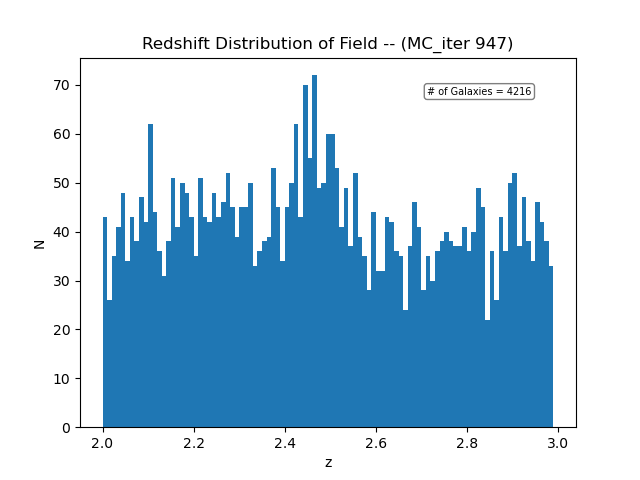 Redshift Distribution of Field -- (MC_iter 947)
# of Galaxies = 4216
N
70
60
50
40
30
20
10
0
2.0 2.2 2.4 2.6 2.8 3.0
z